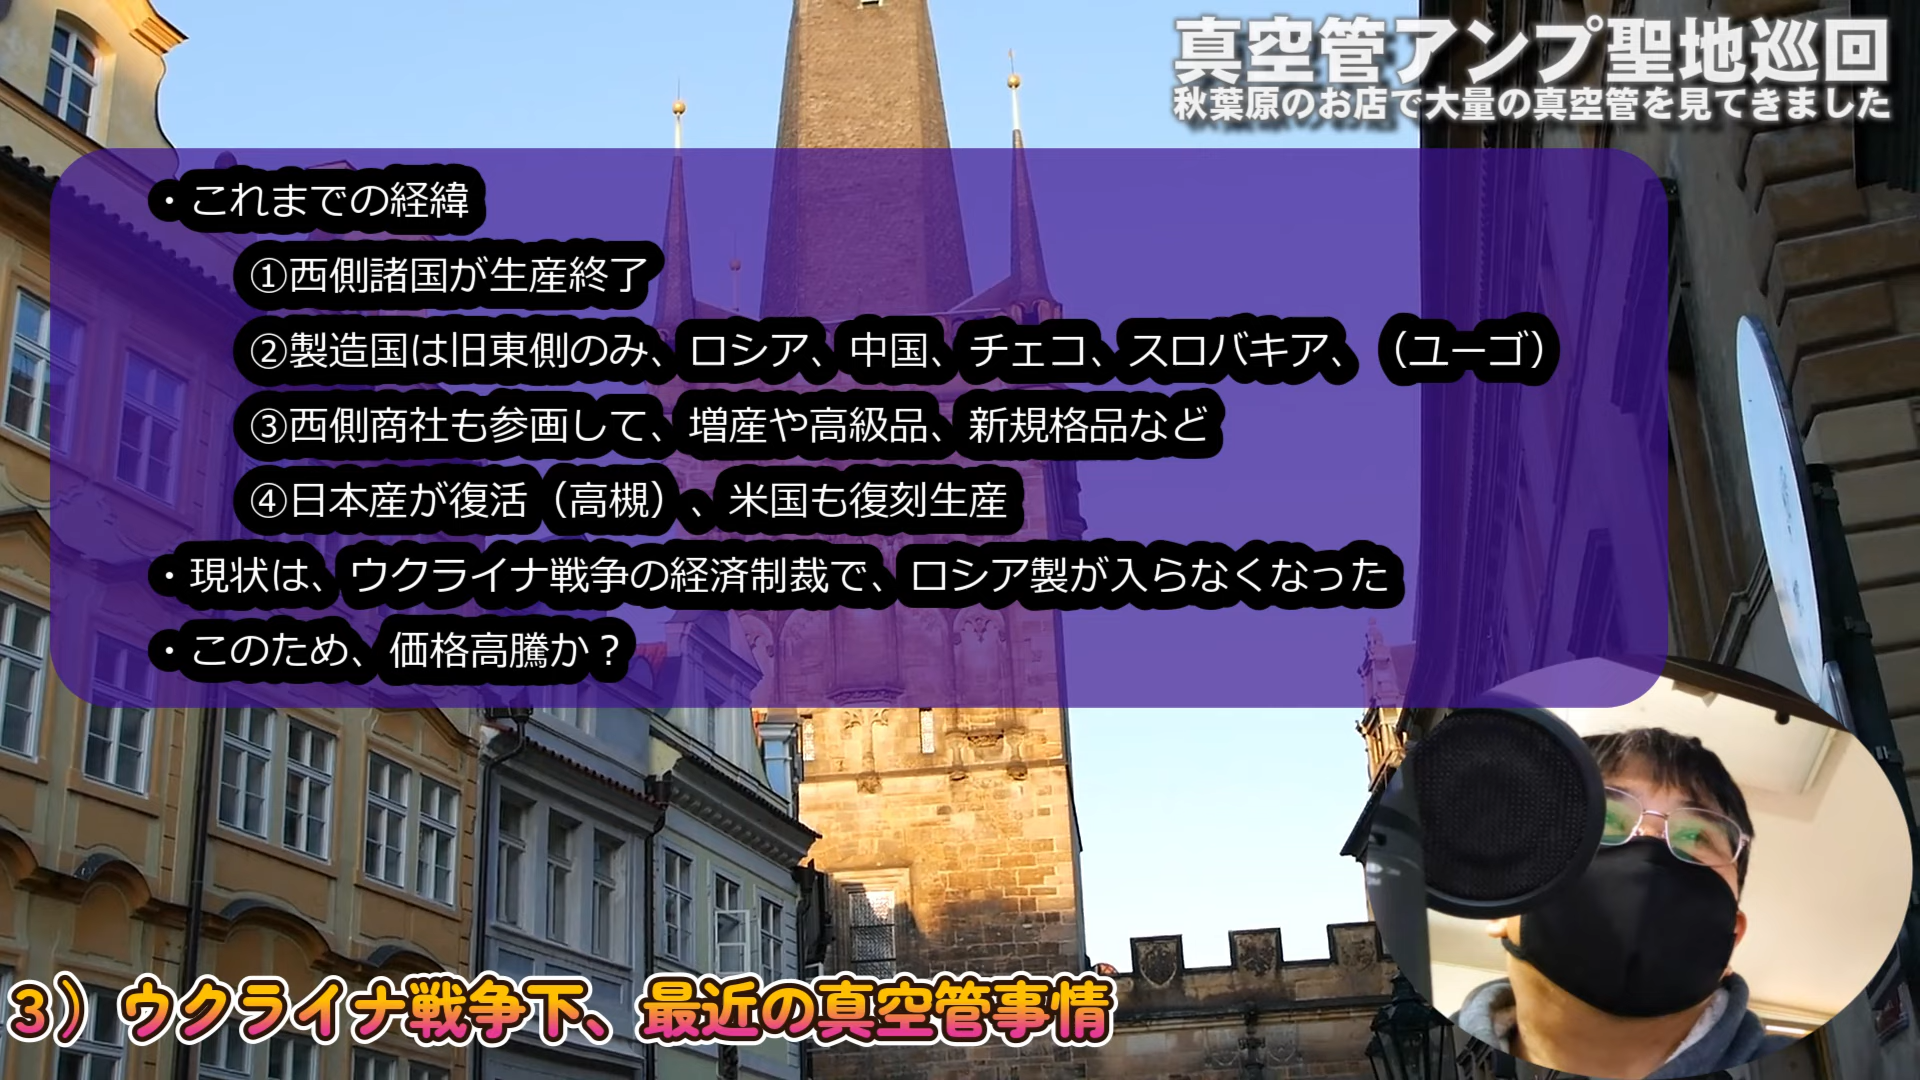 真空管アンプ聖地巡回
秋葉原のお店で大量の真空管を見てきました
・これまでの経緯
①西側諸国が生産終了
②製造国は旧東側のみ、ロシア、中国、チェコ、スロバキア、（ユーゴ）
③西側商社も参画して、増産や高級品、新規格品など
④日本産が復活（高槻）、米国も復刻生産
・現状は、ウクライナ戦争の経済制裁で、ロシア製が入らなくなった
・このため、価格高騰か？
３）ウクライナ戦争下、最近の真空管事情